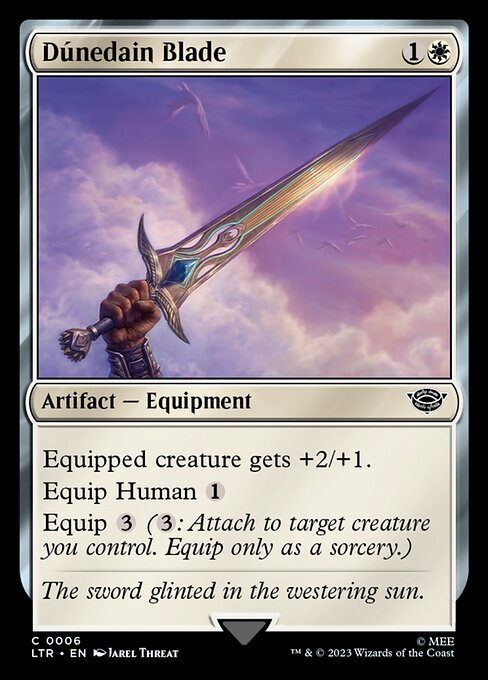 Dúnedain Blade 1
Artifact — Equipment
Equipped creature gets +2/+1.
Equip Human 1
Equip 3 (3: Attach to target creature
you control. Equip only as a sorcery.)
The sword glinted in the westering sun.
C 0006
LTR • EN JAREL THREAT
© MEE
™ & © 2023 Wizards of the Coast